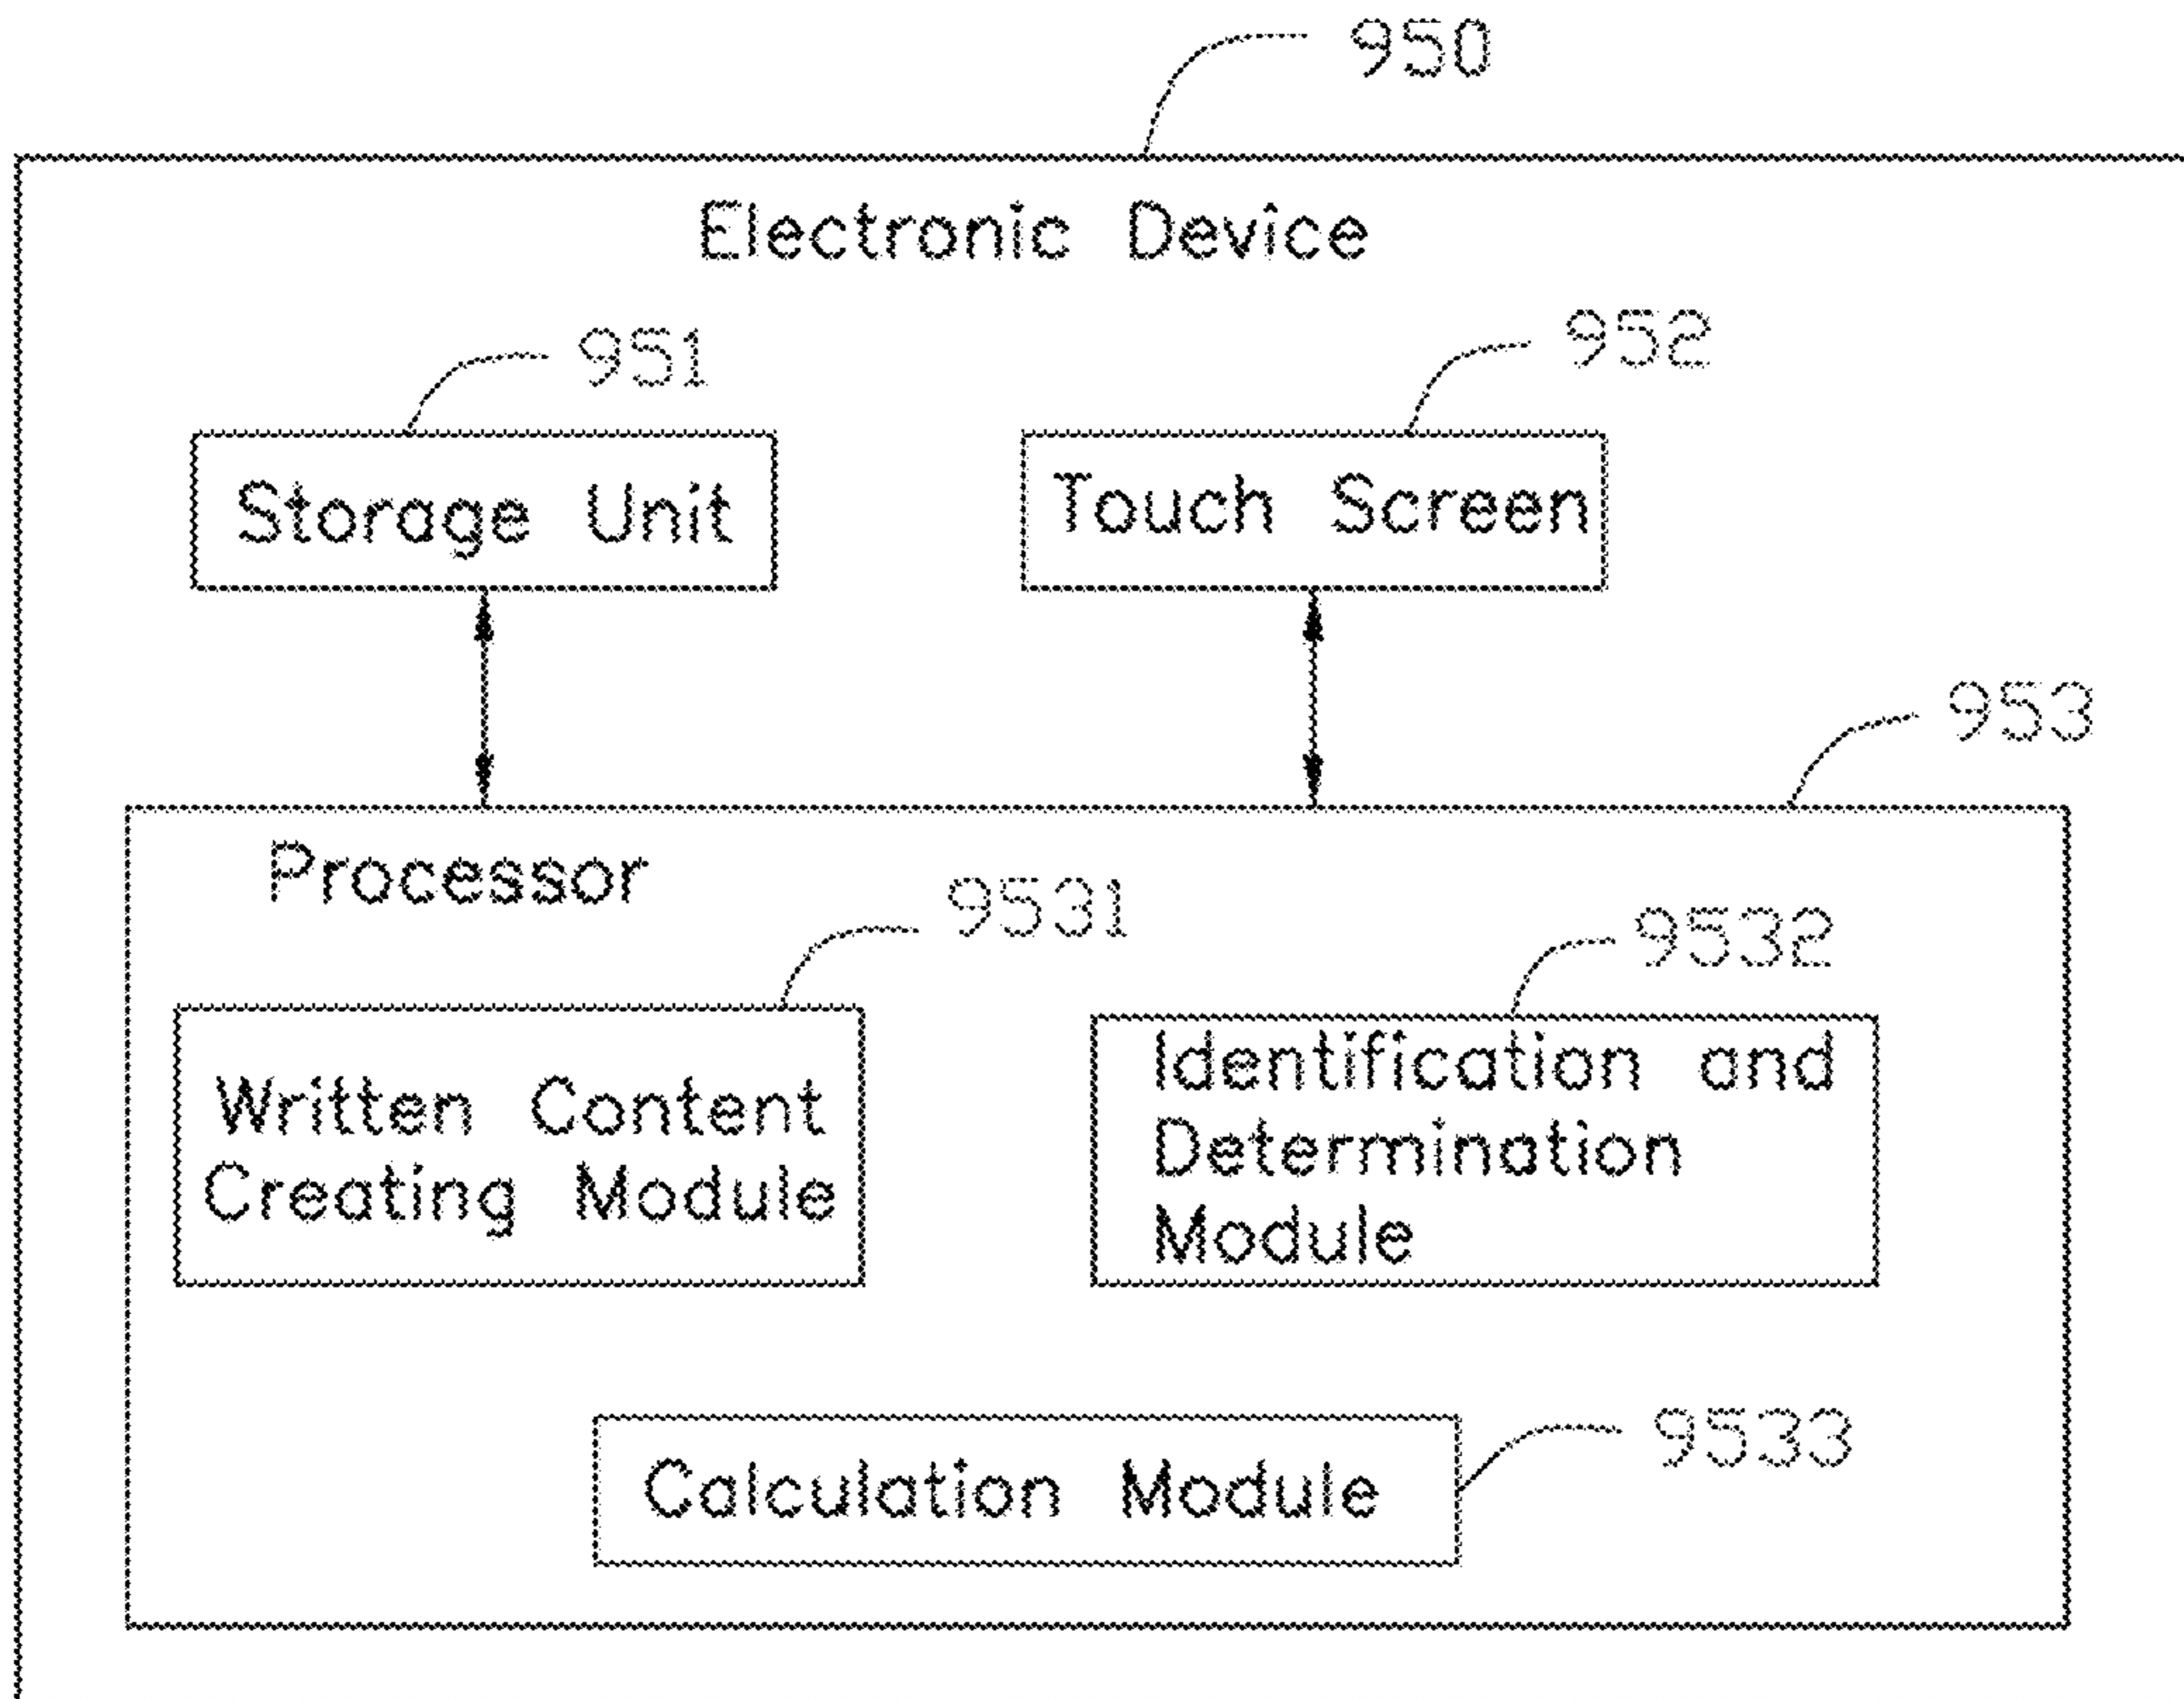 950
Electronic Device
951
952
Storage Unit
Touch Screen
953
Processor
9531
9532
Written Content
Creating Module
Identification and
Determination
Module
9533
Calculation Module